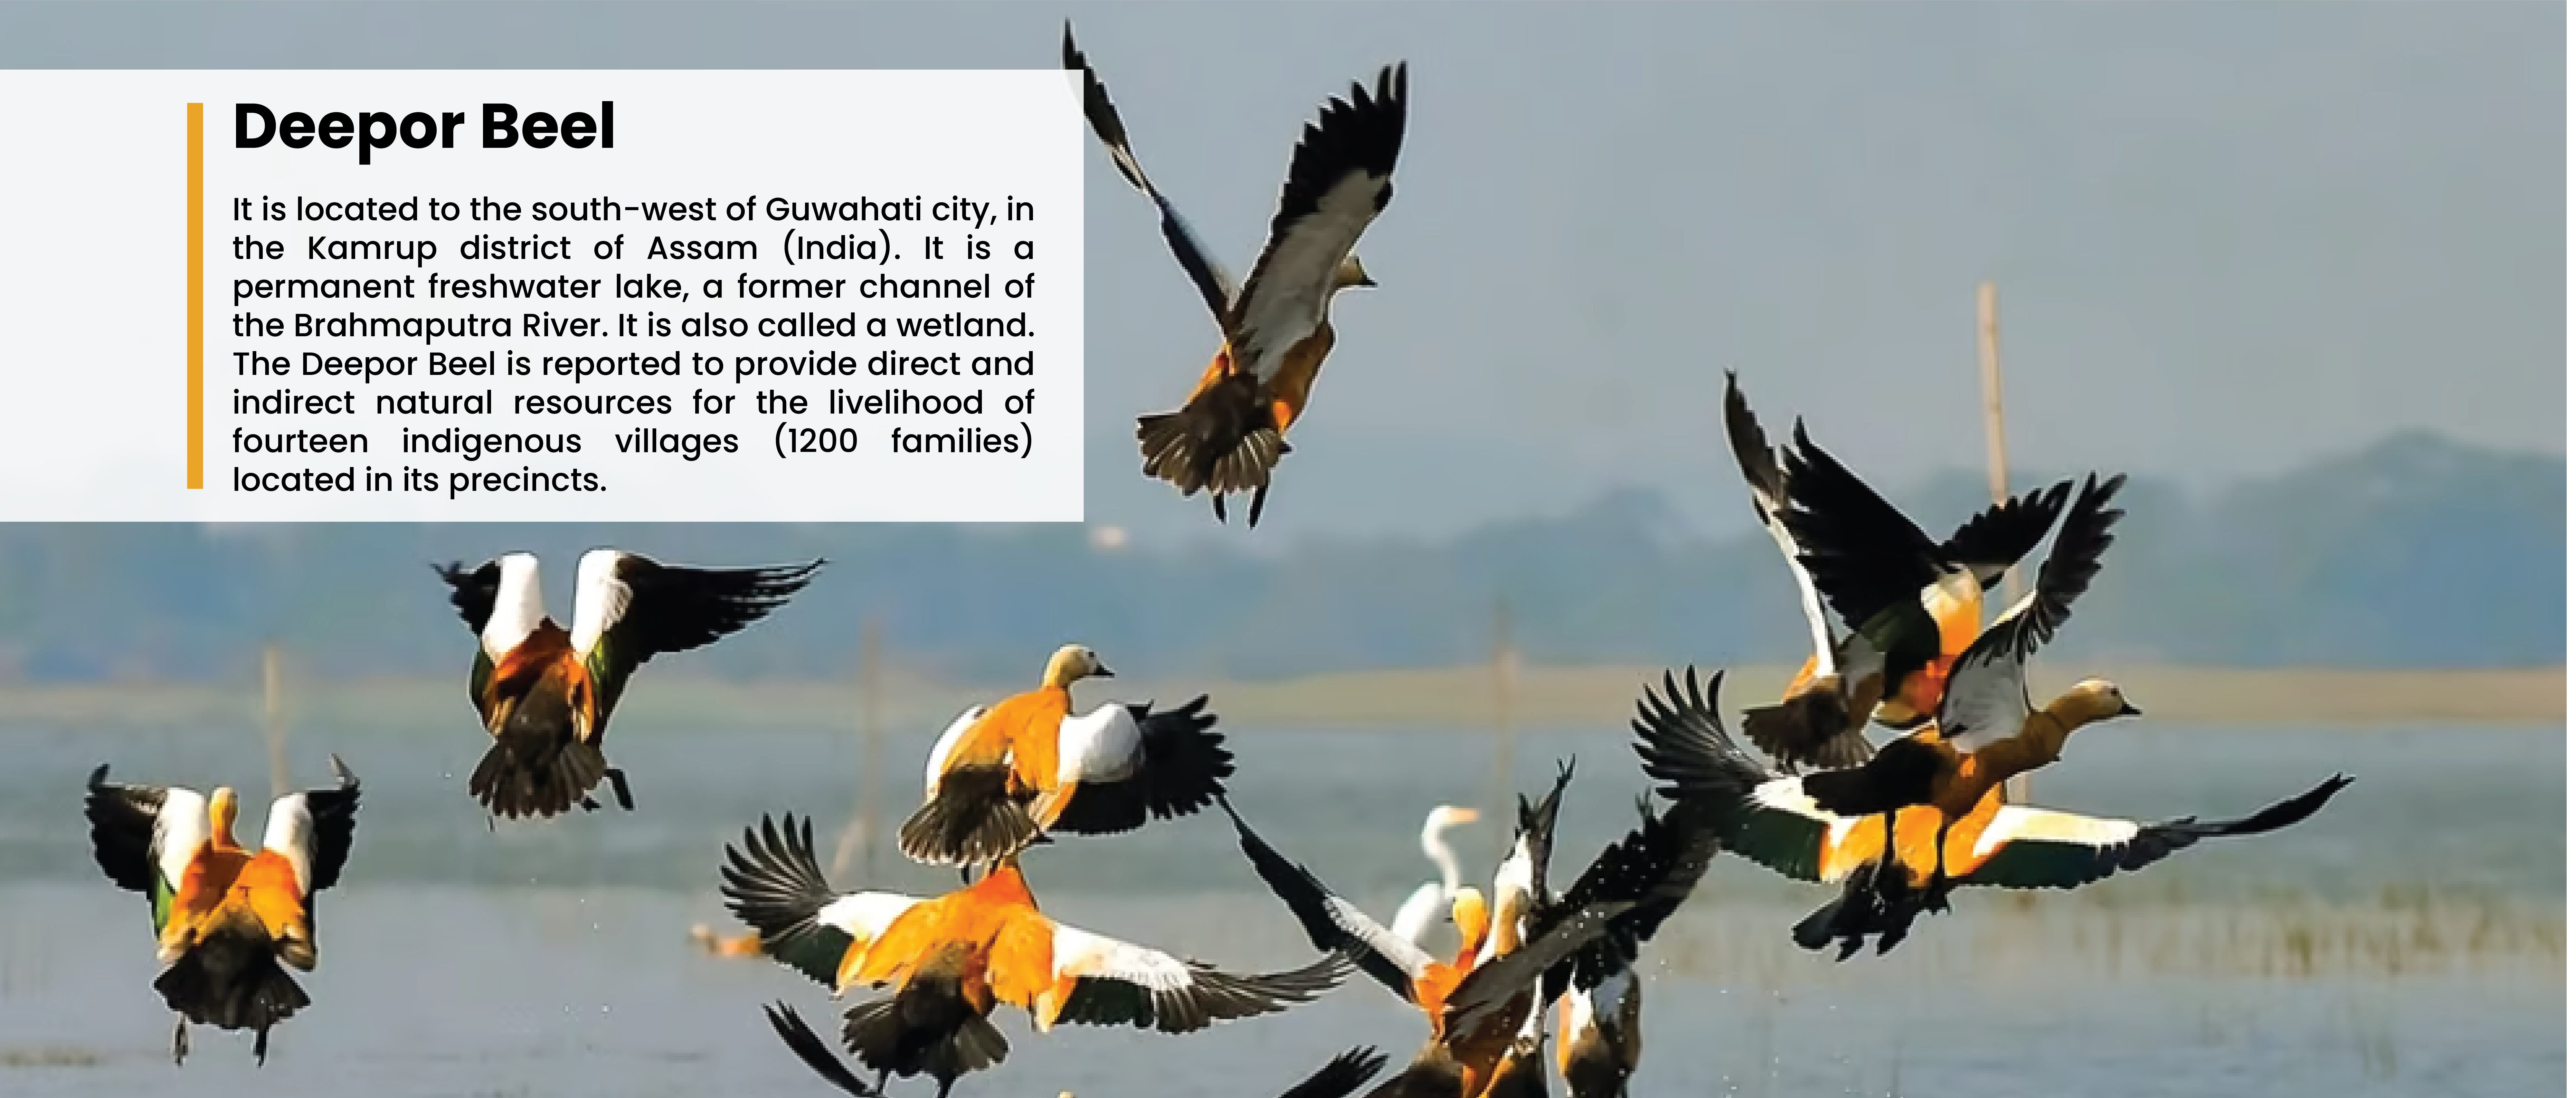 Deepor Beel
It is located to the south-west of Guwahati city, in
the Kamrup district of Assam (India). It is a
permanent freshwater lake, a former channel of
the Brahmaputra River. It is also called a wetland.
The Deepor Beel is reported to provide direct and
indirect natural resources for the livelihood of
fourteen indigenous villages (1200 families)
located in its precincts.